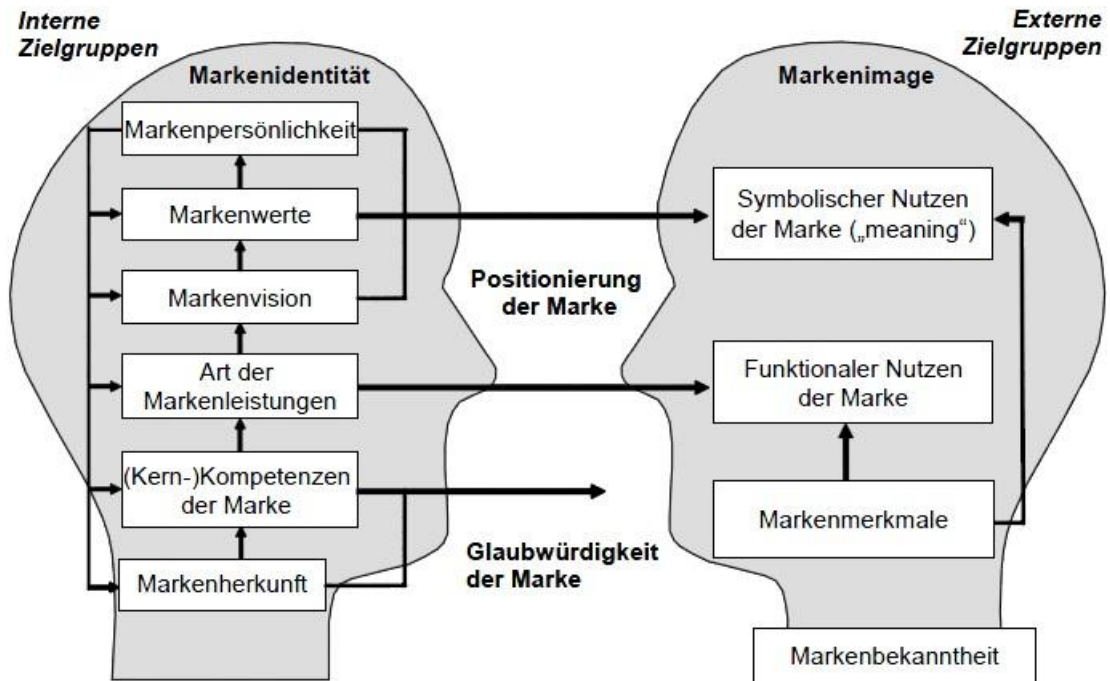 Interne
Zielgruppen
Externe
Zielgruppen
Markenidentität
Markenpersönlichkeit
Markenwerte
Markenvision
Art der
Markenleistungen
(Kern-)Kompetenzen
der Marke
Markenherkunft
Positionierung
der Marke
Glaubwürdigkeit
der Marke
Markenimage
Symbolischer Nutzen
der Marke („meaning“)
Funktionaler Nutzen
der Marke
Markenmerkmale
Markenbekanntheit